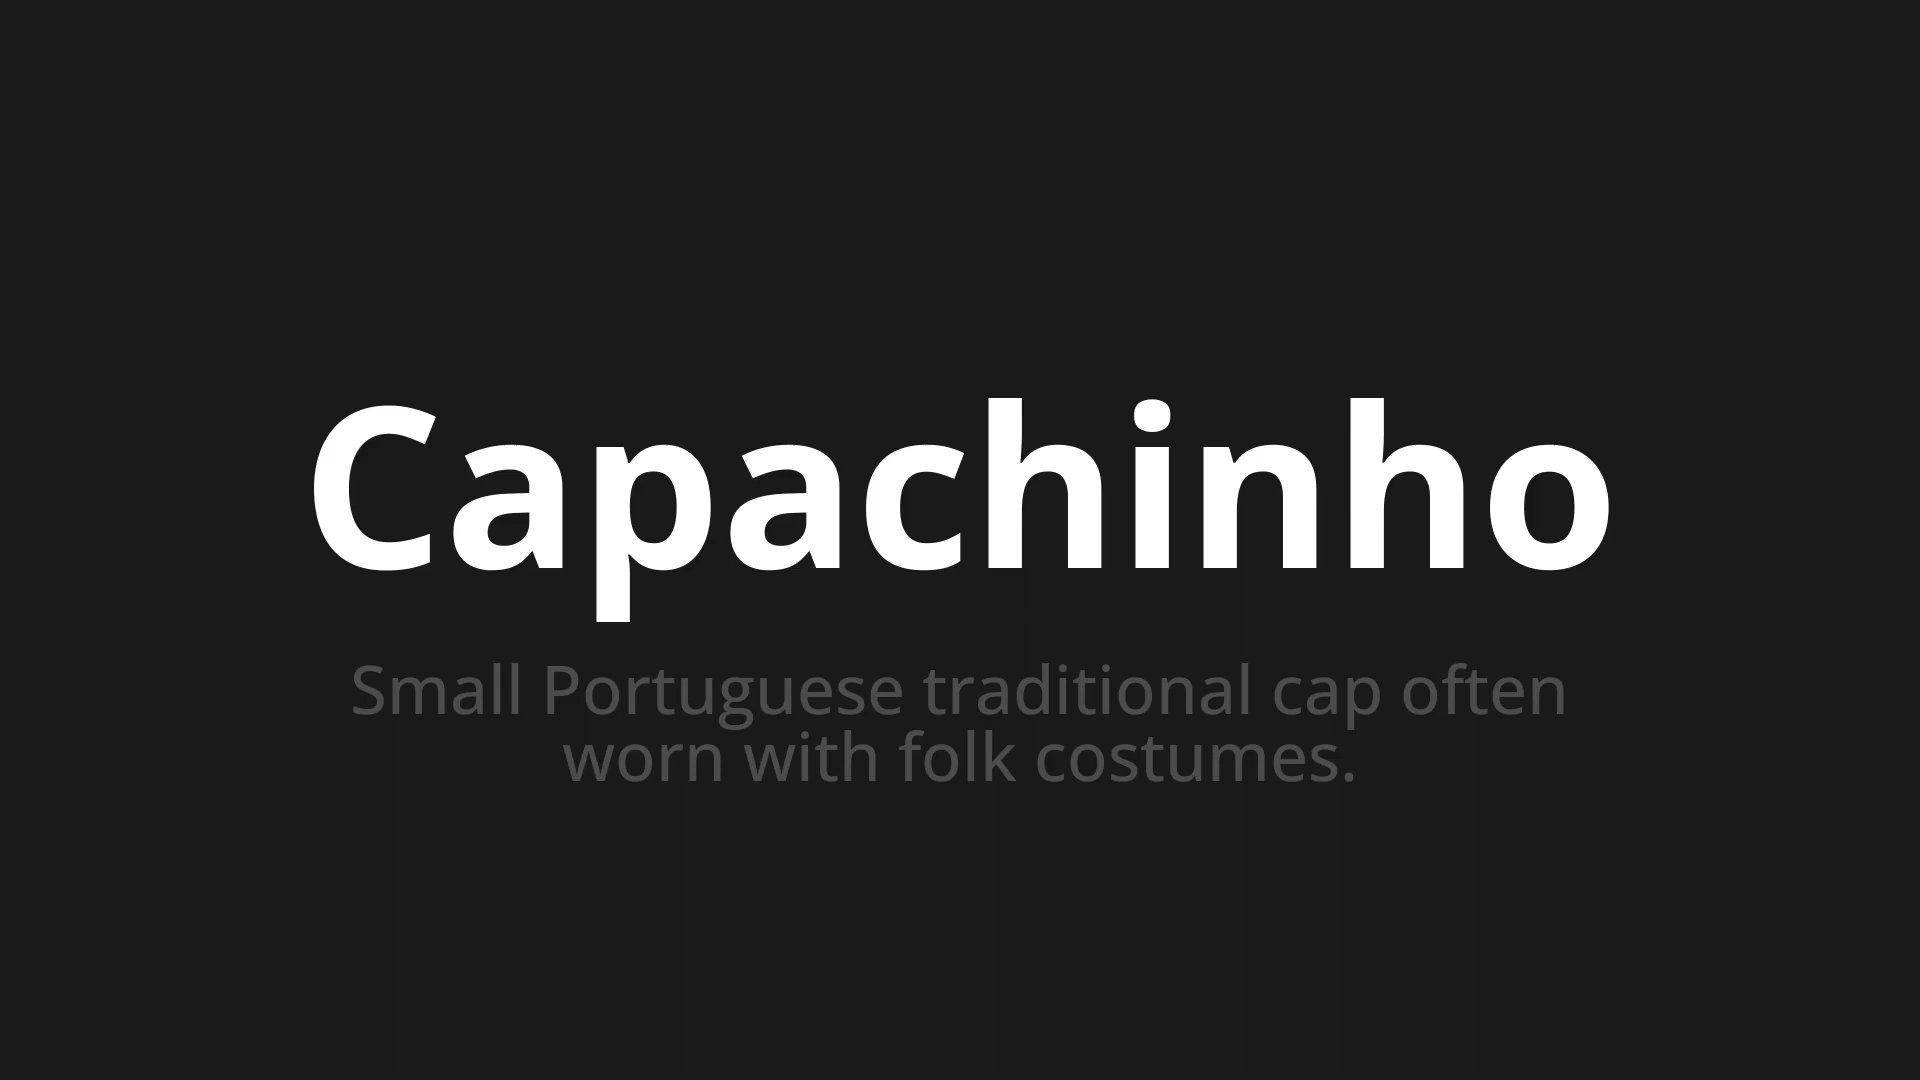 Capachinho
Small Portuguese traditional cap often
worn with folk costumes.